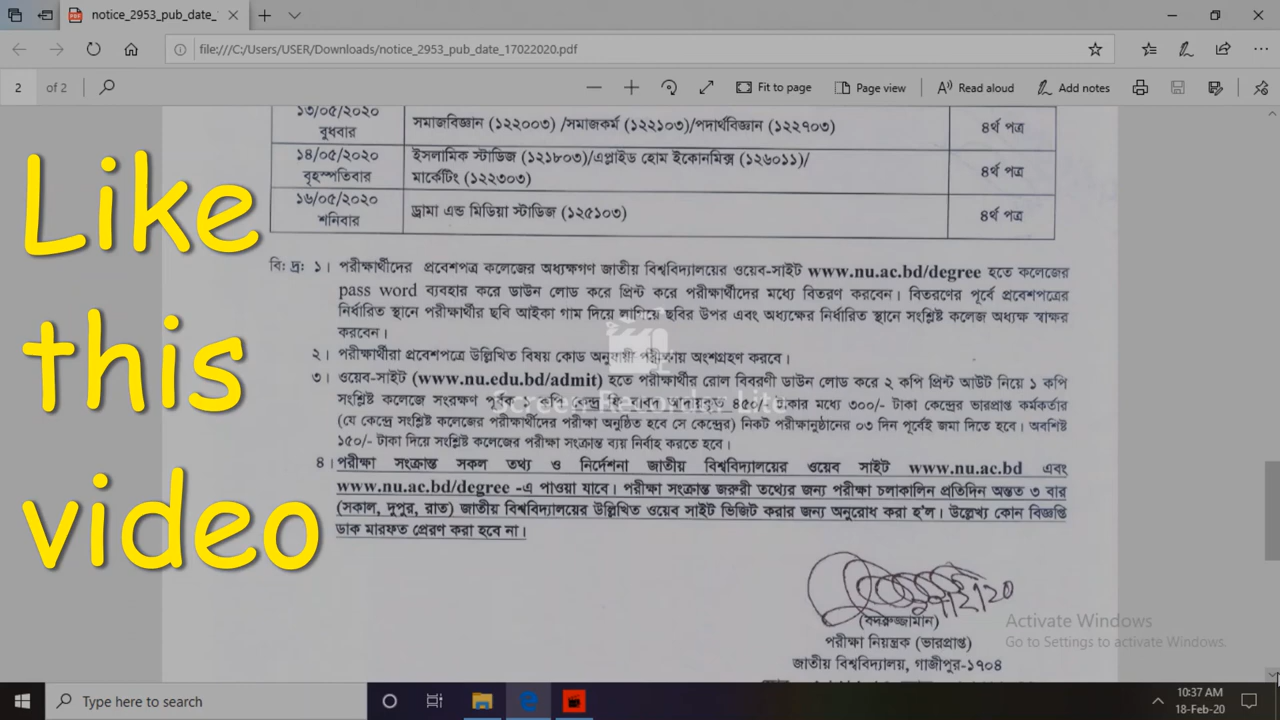 notice_2953_pub_date_
file:///C:/Users/USER/Downloads/notice_2953_pub_date_17022020.pdf
2 of 2
Fit to page
Page view
Read aloud
Add notes
১৩/০৫/২০২০
বুধবার
সমাজবিজ্ঞান (১২২০০৩) /সমাজকর্ম (১২২১০৩)/পদার্থবিজ্ঞান (১২২৭০৩)
৪র্থ পত্র
১৪/০৫/২০২০
বৃহস্পতিবার
ইসলামিক স্টাডিজ (১২১৮০৩)/এপ্লাইড হোম ইকোনমিক্স (১২৬০১১)/
মার্কেটিং (১২২৩০৩)
৪র্থ পত্র
১৬/০৫/২০২০
শনিবার
ড্রামা এন্ড মিডিয়া স্টাডিজ (১২৫১০৩)
৪র্থ পত্র
বি: দ্র: ১। পরীক্ষার্থীদের প্রবেশপত্র কলেজের অধ্যক্ষগণ জাতীয় বিশ্ববিদ্যালয়ের ওয়েব-সাইট www.nu.ac.bd/degree হতে কলেজের
pass word ব্যবহার করে ডাউন লোড করে প্রিন্ট করে পরীক্ষার্থীদের মধ্যে বিতরণ করবেন। বিতরণের পূর্বে প্রবেশপত্রের
নির্ধারিত স্থানে পরীক্ষার্থীর ছবি আইকা গাম দিয়ে লাগিয়ে ছবির উপর এবং অধ্যক্ষের নির্ধারিত স্থানে সংশ্লিষ্ট কলেজ অধ্যক্ষ স্বাক্ষর
করবেন।
২। পরীক্ষার্থীরা প্রবেশপত্রে উল্লিখিত বিষয় কোড অনুযায়ী পরীক্ষায় অংশগ্রহণ করবে।
৩। ওয়েব-সাইট (www.nu.edu.bd/admit) হতে পরীক্ষার্থীর রোল বিবরণী ডাউন লোড করে ২ কপি প্রিন্ট আউট নিয়ে ১ কপি
সংশ্লিষ্ট কলেজে সংরক্ষণ পূর্বক ১ কপি কেন্দ্র ফি বাবদ আদায়কৃত ৪৫০/- টাকার মধ্যে ৩০০/- টাকা কেন্দ্রের ভারপ্রাপ্ত কর্মকর্তার
(যে কেন্দ্রে সংশ্লিষ্ট কলেজের পরীক্ষার্থীদের পরীক্ষা অনুষ্ঠিত হবে সে কেন্দ্রের) নিকট পরীক্ষানুষ্ঠানের ০৩ দিন পূর্বেই জমা দিতে হবে। অবশিষ্ট
১৫০/- টাকা দিয়ে সংশ্লিষ্ট কলেজের পরীক্ষা সংক্রান্ত ব্যয় নির্বাহ করতে হবে।
৪। পরীক্ষা সংক্রান্ত সকল তথ্য ও নির্দেশনা জাতীয় বিশ্ববিদ্যালয়ের ওয়েব সাইট www.nu.ac.bd এবং
www.nu.ac.bd/degree -এ পাওয়া যাবে। পরীক্ষা সংক্রান্ত জরুরী তথ্যের জন্য পরীক্ষা চলাকালিন প্রতিদিন অন্তত ৩ বার
(সকাল, দুপুর, রাত) জাতীয় বিশ্ববিদ্যালয়ের উল্লিখিত ওয়েব সাইট ভিজিট করার জন্য অনুরোধ করা হ'ল। উল্লেখ্য কোন বিজ্ঞপ্তি
ডাক মারফত প্রেরণ করা হবে না।
Like
this
video
Screen Recorder Lite
(বদরুজ্জামান)
পরীক্ষা নিয়ন্ত্রক (ভারপ্রাপ্ত)
জাতীয় বিশ্ববিদ্যালয়, গাজীপুর-১৭০৪
Activate Windows
Go to Settings to activate Windows.
Type here to search
10:37 AM
18-Feb-20